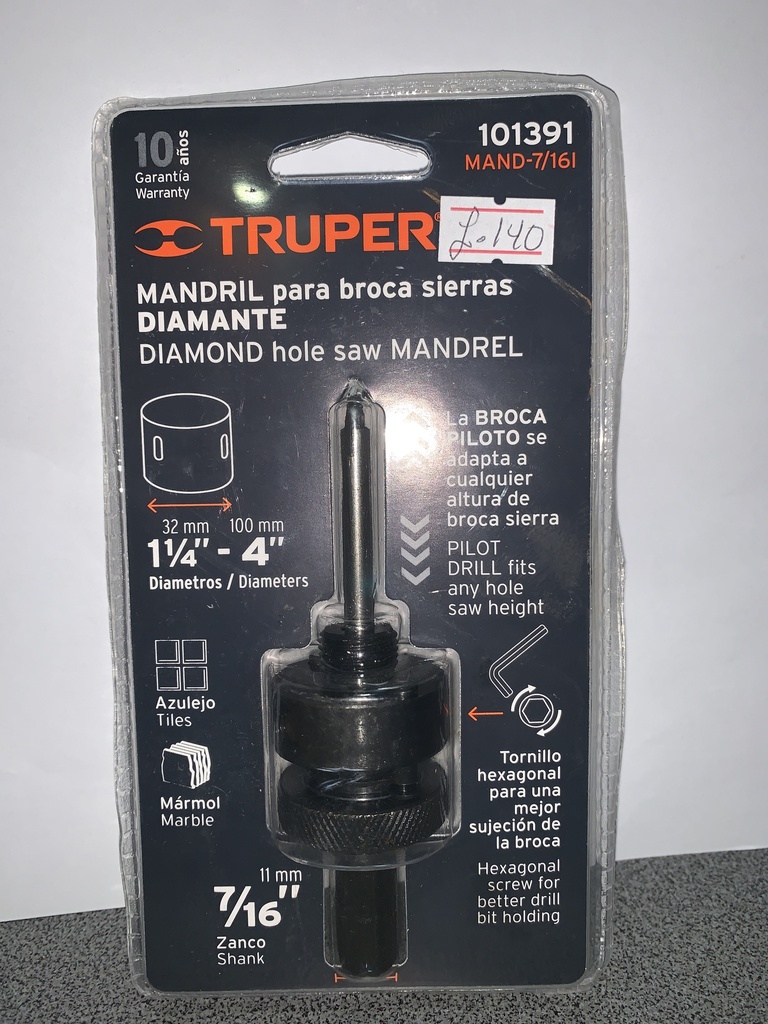 10 años
Garantía
Warranty
101391
MAND-7/16I
TRUPER®
L.140
MANDRIL para broca sierras
DIAMANTE
DIAMOND hole saw MANDREL
32 mm 100 mm
1¼" - 4"
Diametros / Diameters
La BROCA
PILOTO se
adapta a
cualquier
altura de
broca sierra
PILOT
DRILL fits
any hole
saw height
Azulejo
Tiles
Mármol
Marble
Tornillo
hexagonal
para una
mejor
sujeción de
la broca
Hexagonal
screw for
better drill
bit holding
11 mm
7/16"
Zanco
Shank